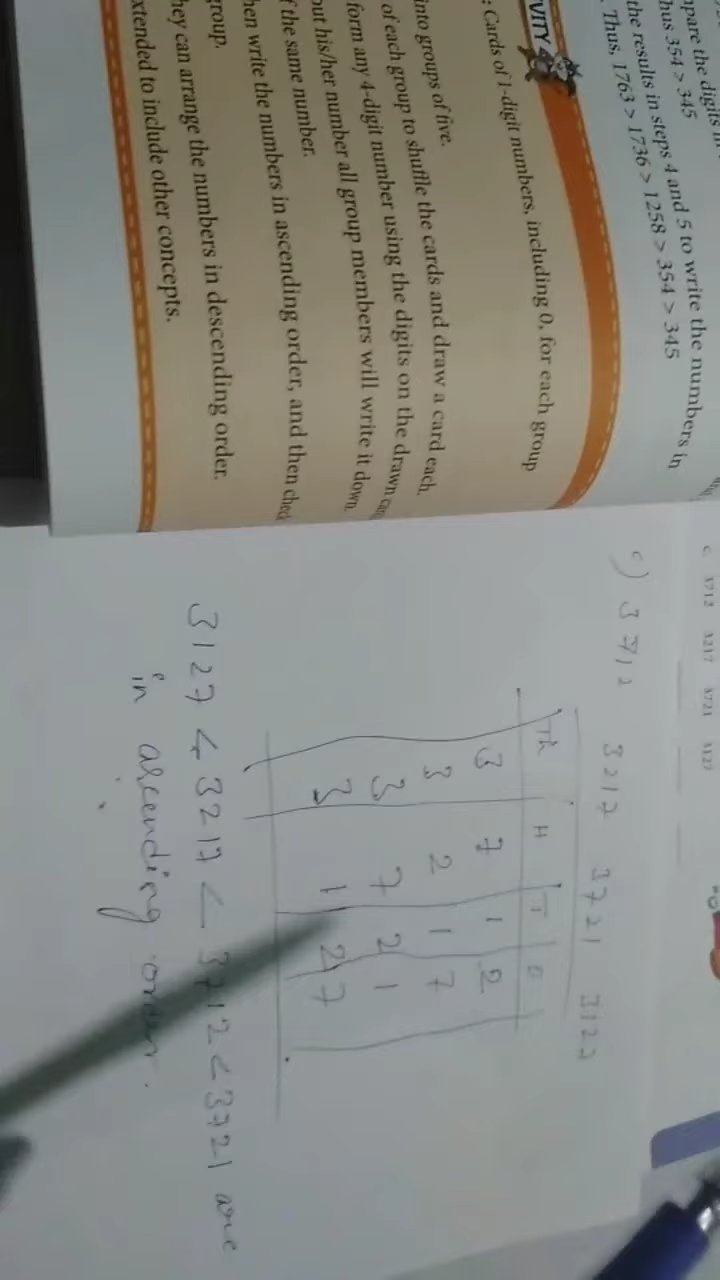 pare the digits
hus 354 > 345
the results in steps 4 and 5 to write the numbers in
. Thus, 1763 > 1736 > 1258 > 354 > 345
VITY 4
: Cards of 1-digit numbers, including 0, for each group
into groups of five.
of each group to shuffle the cards and draw a card each.
form any 4-digit number using the digits on the drawn
out his/her number all group members will write it down.
f the same number.
hen write the numbers in ascending order, and then check
group.
hey can arrange the numbers in descending order.
xtended to include other concepts.
c 3712 3217 3721 3127
c) 3712 3217 3721 3127
Th H T O
3 7 1 2
3 2 1 7
3 7 2 1
3 1 2 7
3127 < 3217 < 3712 < 3721 are
in ascending order.